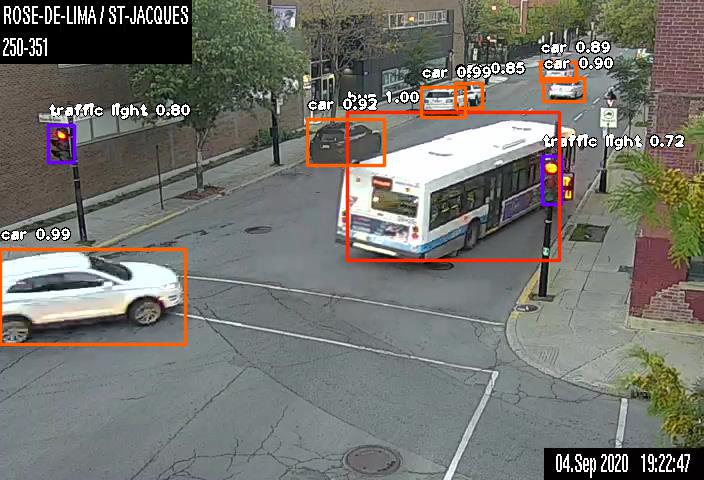 ROSE-DE-LIMA / ST-JACQUES
250-351
car 0.89
car 0.90
car 0.99
0.85
bus 1.00
car 0.92
traffic light 0.80
traffic light 0.72
car 0.99
04.Sep 2020 19:22:47